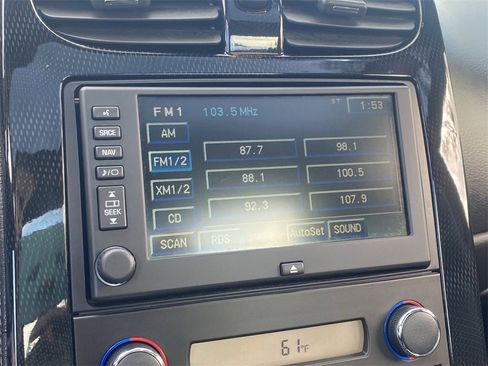 FM1 103.5 MHz ST 1:53
AM
FM1/2 87.7 98.1
XM1/2 88.1 100.5
CD 92.3 107.9
SCAN RDS AutoSet SOUND
SRCE
NAV
SEEK
61°F